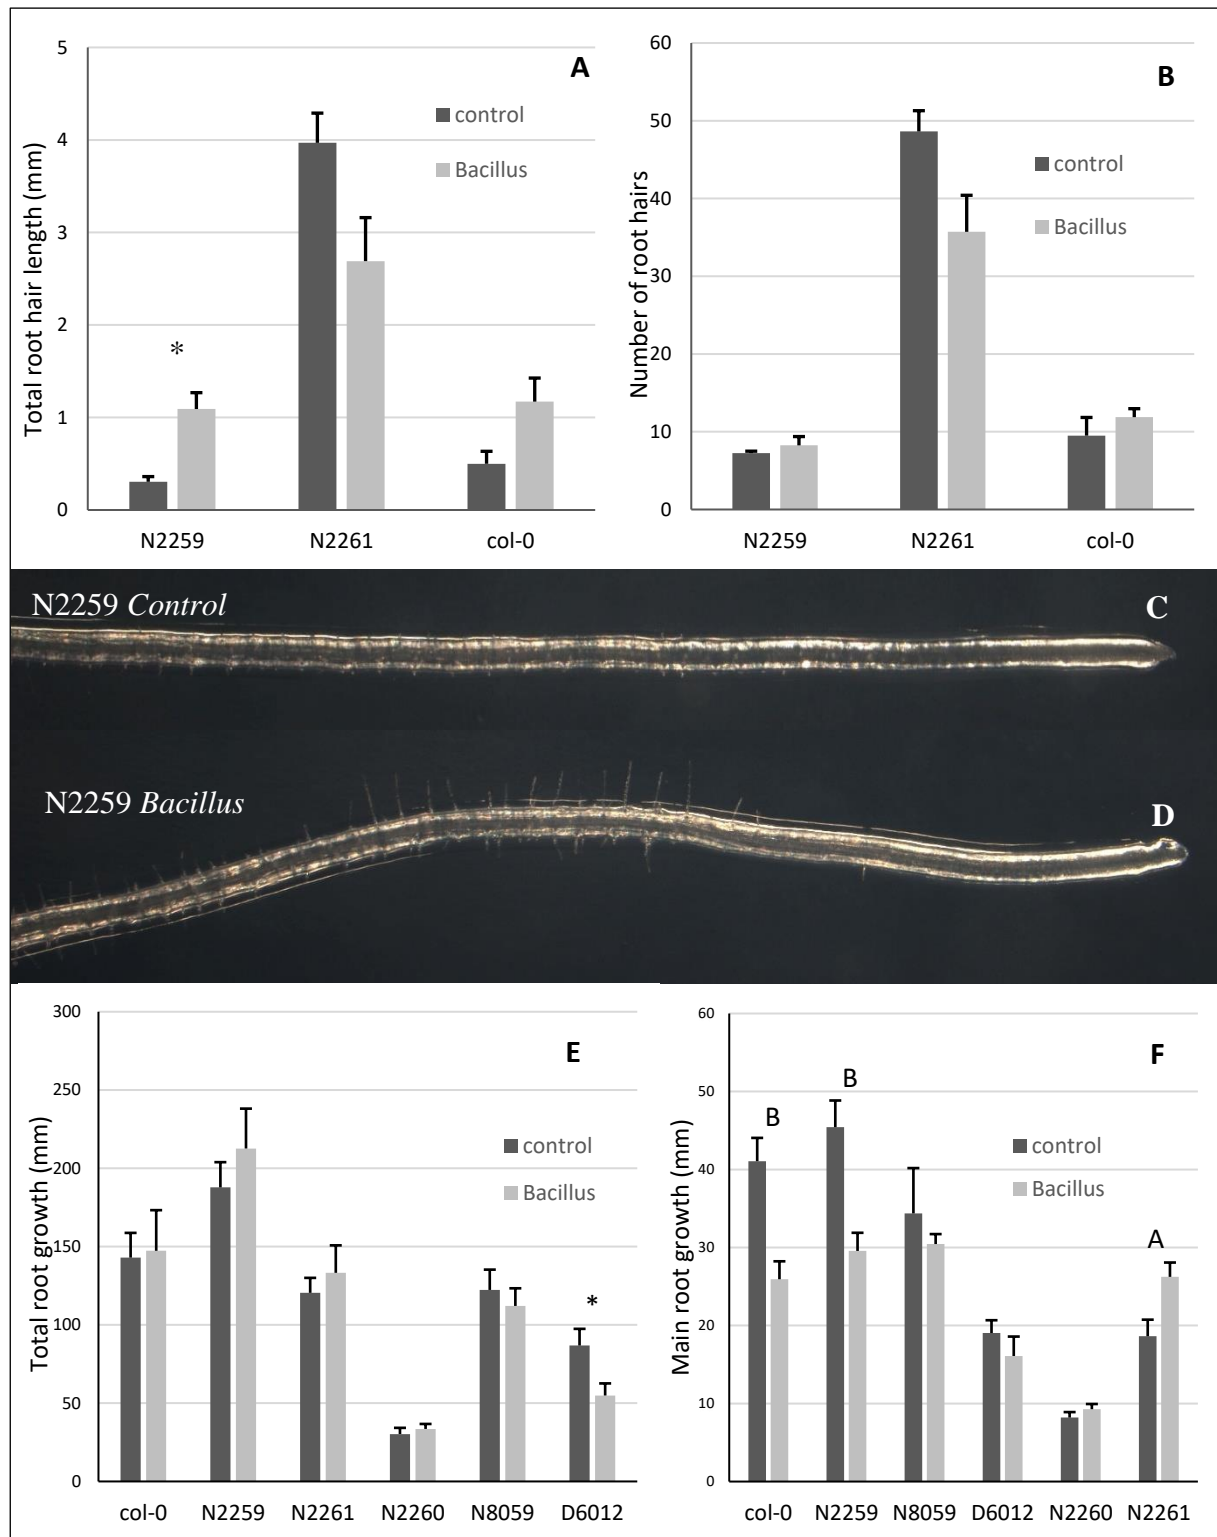 A
Total root hair length (mm)
5
4
3
2
1
0
control
Bacillus
*
N2259 N2261 col-0
B
Number of root hairs
60
50
40
30
20
10
0
control
Bacillus
N2259 N2261 col-0
N2259 Control
C
N2259 Bacillus
D
E
Total root growth (mm)
300
250
200
150
100
50
0
control
Bacillus
*
col-0 N2259 N2261 N2260 N8059 D6012
F
Main root growth (mm)
60
50
40
30
20
10
0
B
B
control
Bacillus
A
col-0 N2259 N8059 D6012 N2260 N2261